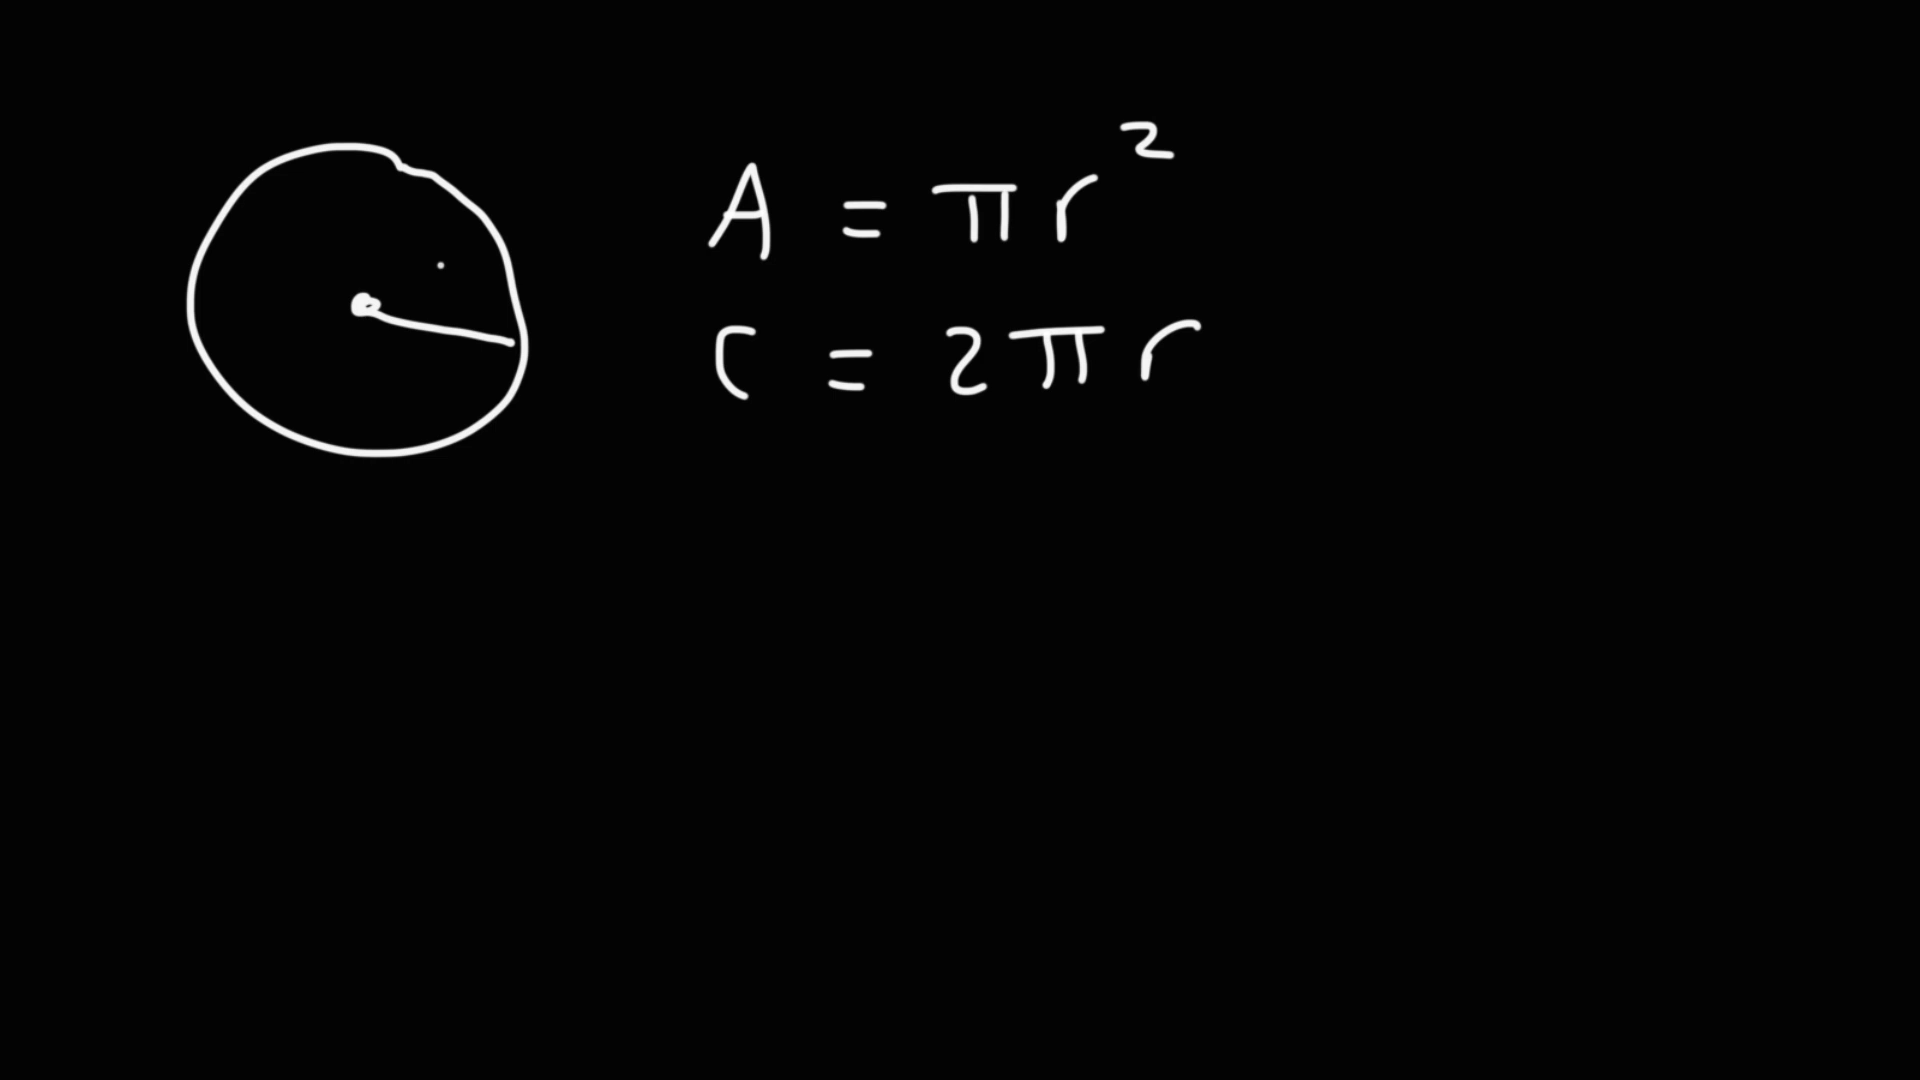 A = πr²
C = 2πr